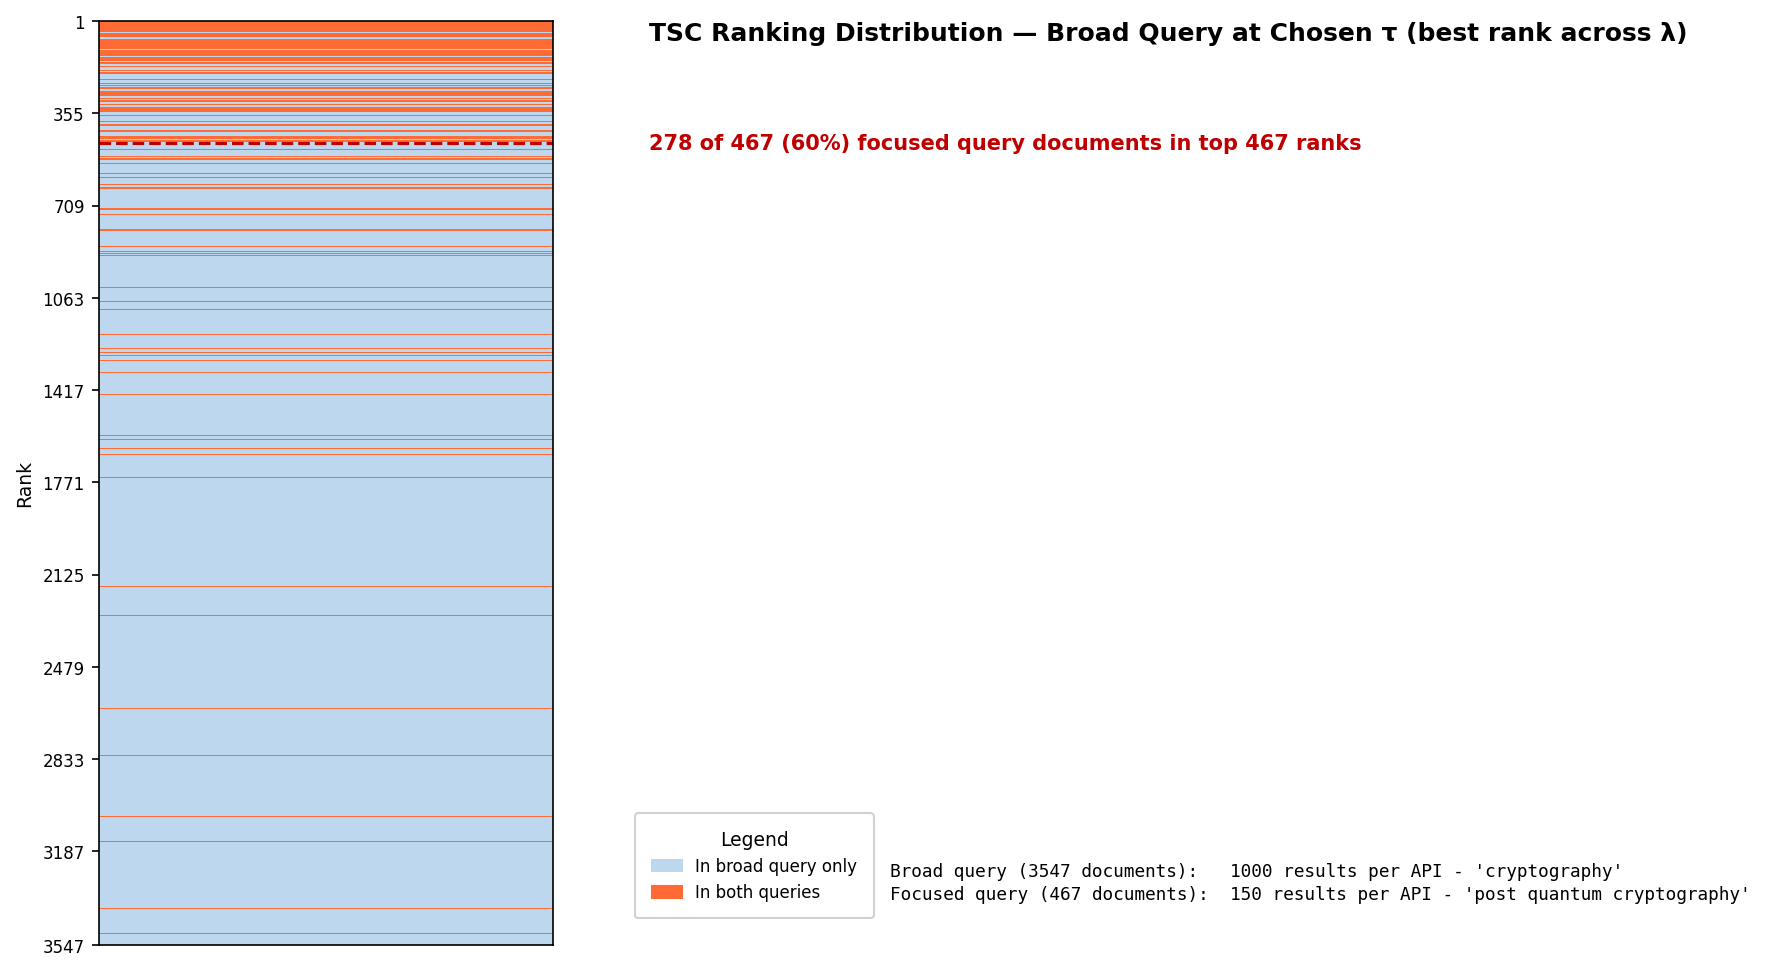 TSC Ranking Distribution — Broad Query at Chosen τ (best rank across λ)
278 of 467 (60%) focused query documents in top 467 ranks
Rank
1
355
709
1063
1417
1771
2125
2479
2833
3187
3547
Legend
In broad query only
In both queries
Broad query (3547 documents):   1000 results per API - 'cryptography'
Focused query (467 documents):  150 results per API - 'post quantum cryptography'